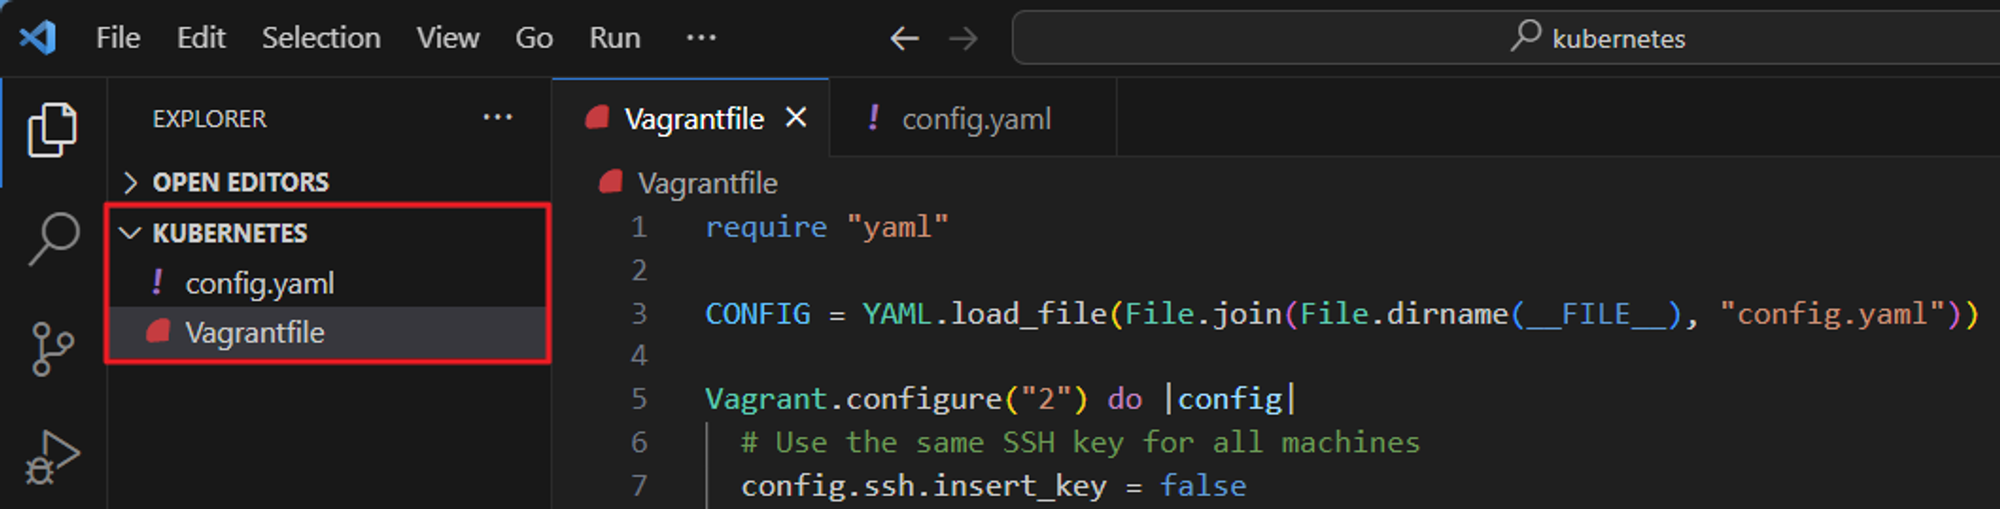 File Edit Selection View Go Run ... kubernetes
EXPLORER ...
OPEN EDITORS
KUBERNETES
! config.yaml
Vagrantfile
Vagrantfile ! config.yaml
Vagrantfile
1 require "yaml"
2
3 CONFIG = YAML.load_file(File.join(File.dirname(__FILE__), "config.yaml"))
4
5 Vagrant.configure("2") do |config|
6 # Use the same SSH key for all machines
7 config.ssh.insert_key = false